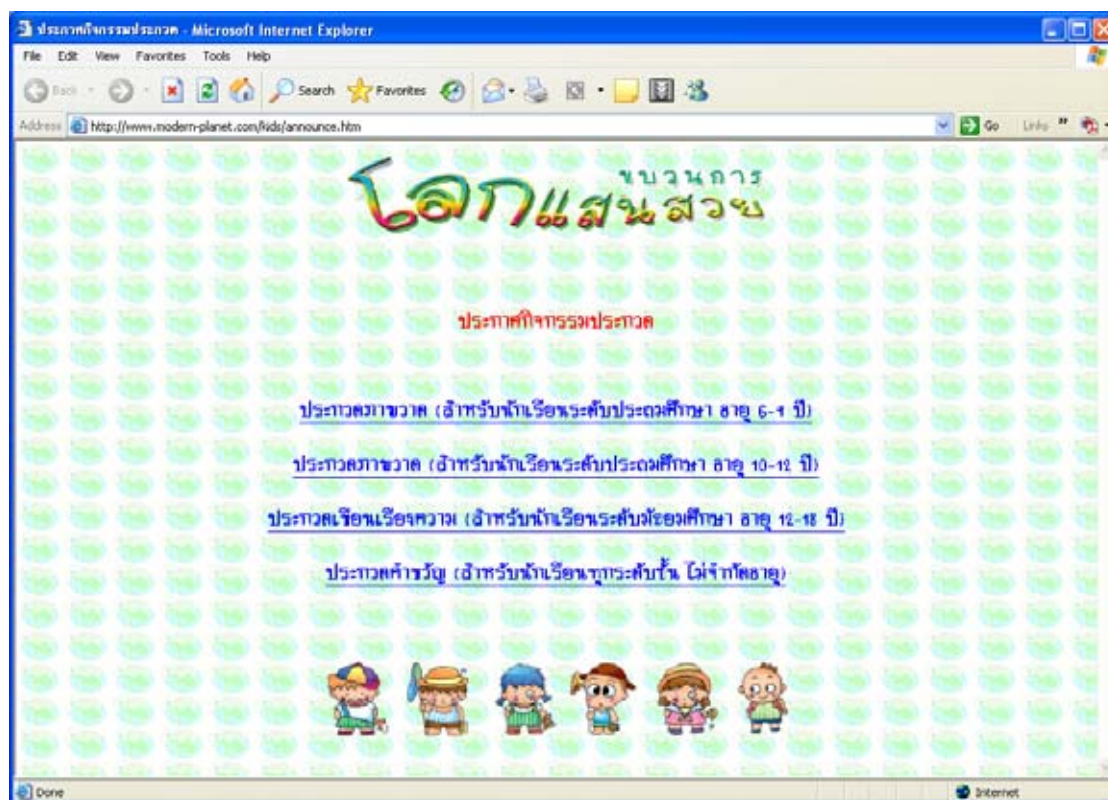 ประกาศกิจกรรมประกวด - Microsoft Internet Explorer
File Edit View Favorites Tools Help
Back Search Favorites
Address http://www.modern-planet.com/kids/announce.htm Go Links »
ขบวนการ
โลกแสนสวย
ประกาศกิจกรรมประกวด
ประกวดภาพวาด (สำหรับนักเรียนระดับประถมศึกษา อายุ 6-9 ปี)
ประกวดภาพวาด (สำหรับนักเรียนระดับประถมศึกษา อายุ 10-12 ปี)
ประกวดเขียนเรียงความ (สำหรับนักเรียนระดับมัธยมศึกษา อายุ 12-18 ปี)
ประกวดคำขวัญ (สำหรับนักเรียนทุกระดับชั้น ไม่จำกัดอายุ)
Done Internet